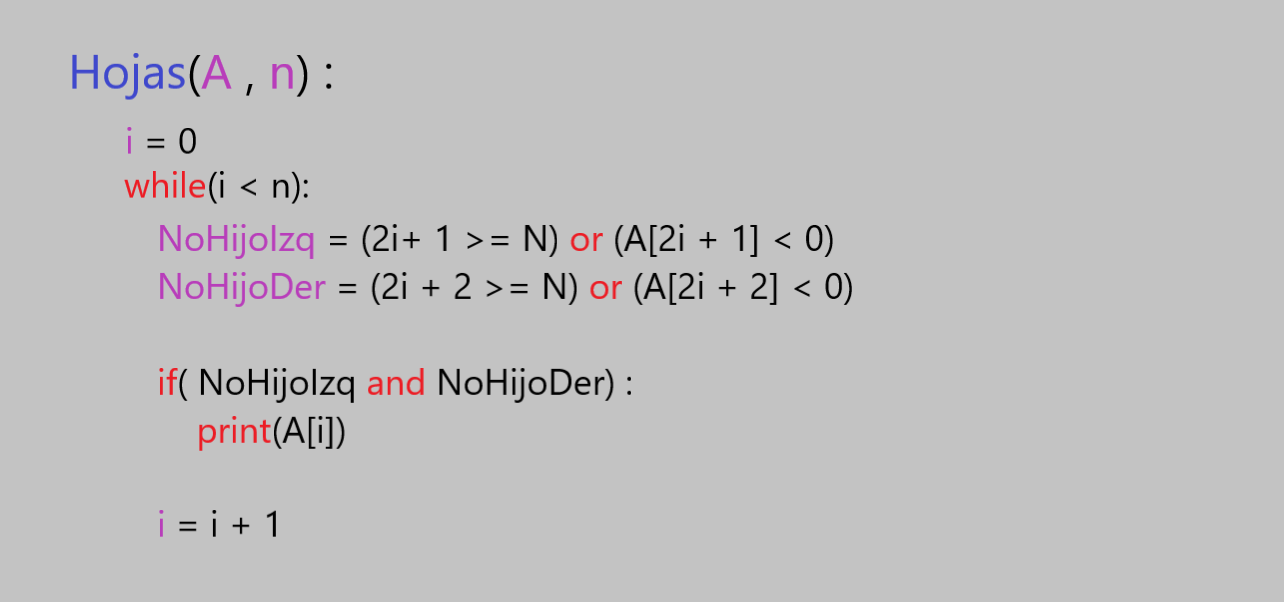 Hojas(A , n) :
i = 0
while(i < n):
NoHijoIzq = (2i+ 1 >= N) or (A[2i + 1] < 0)
NoHijoDer = (2i + 2 >= N) or (A[2i + 2] < 0)
if( NoHijoIzq and NoHijoDer) :
print(A[i])
i = i + 1